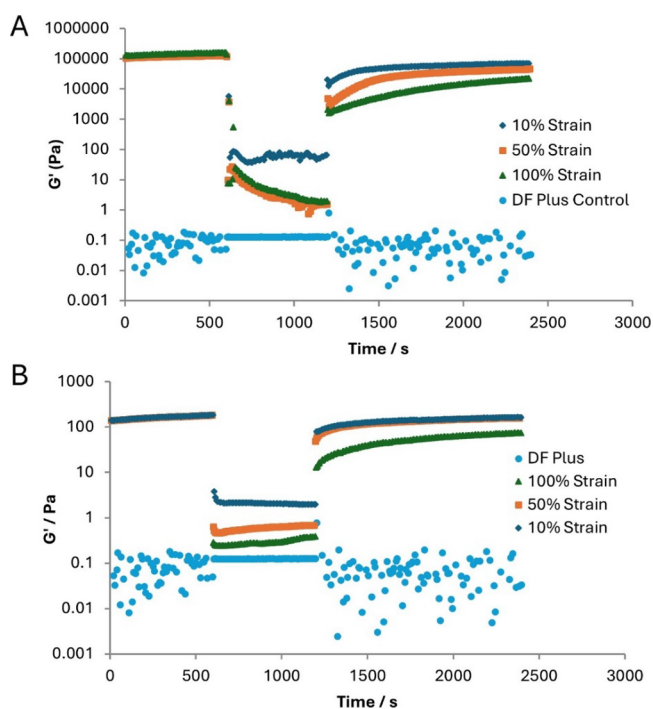 A
1000000
100000
10000
1000
100
10
1
0.1
0.01
0.001
G' (Pa)
10% Strain
50% Strain
100% Strain
DF Plus Control
0 500 1000 1500 2000 2500 3000
Time / s
B
1000
100
10
1
0.1
0.01
0.001
G' / Pa
DF Plus
100% Strain
50% Strain
10% Strain
0 500 1000 1500 2000 2500 3000
Time / s